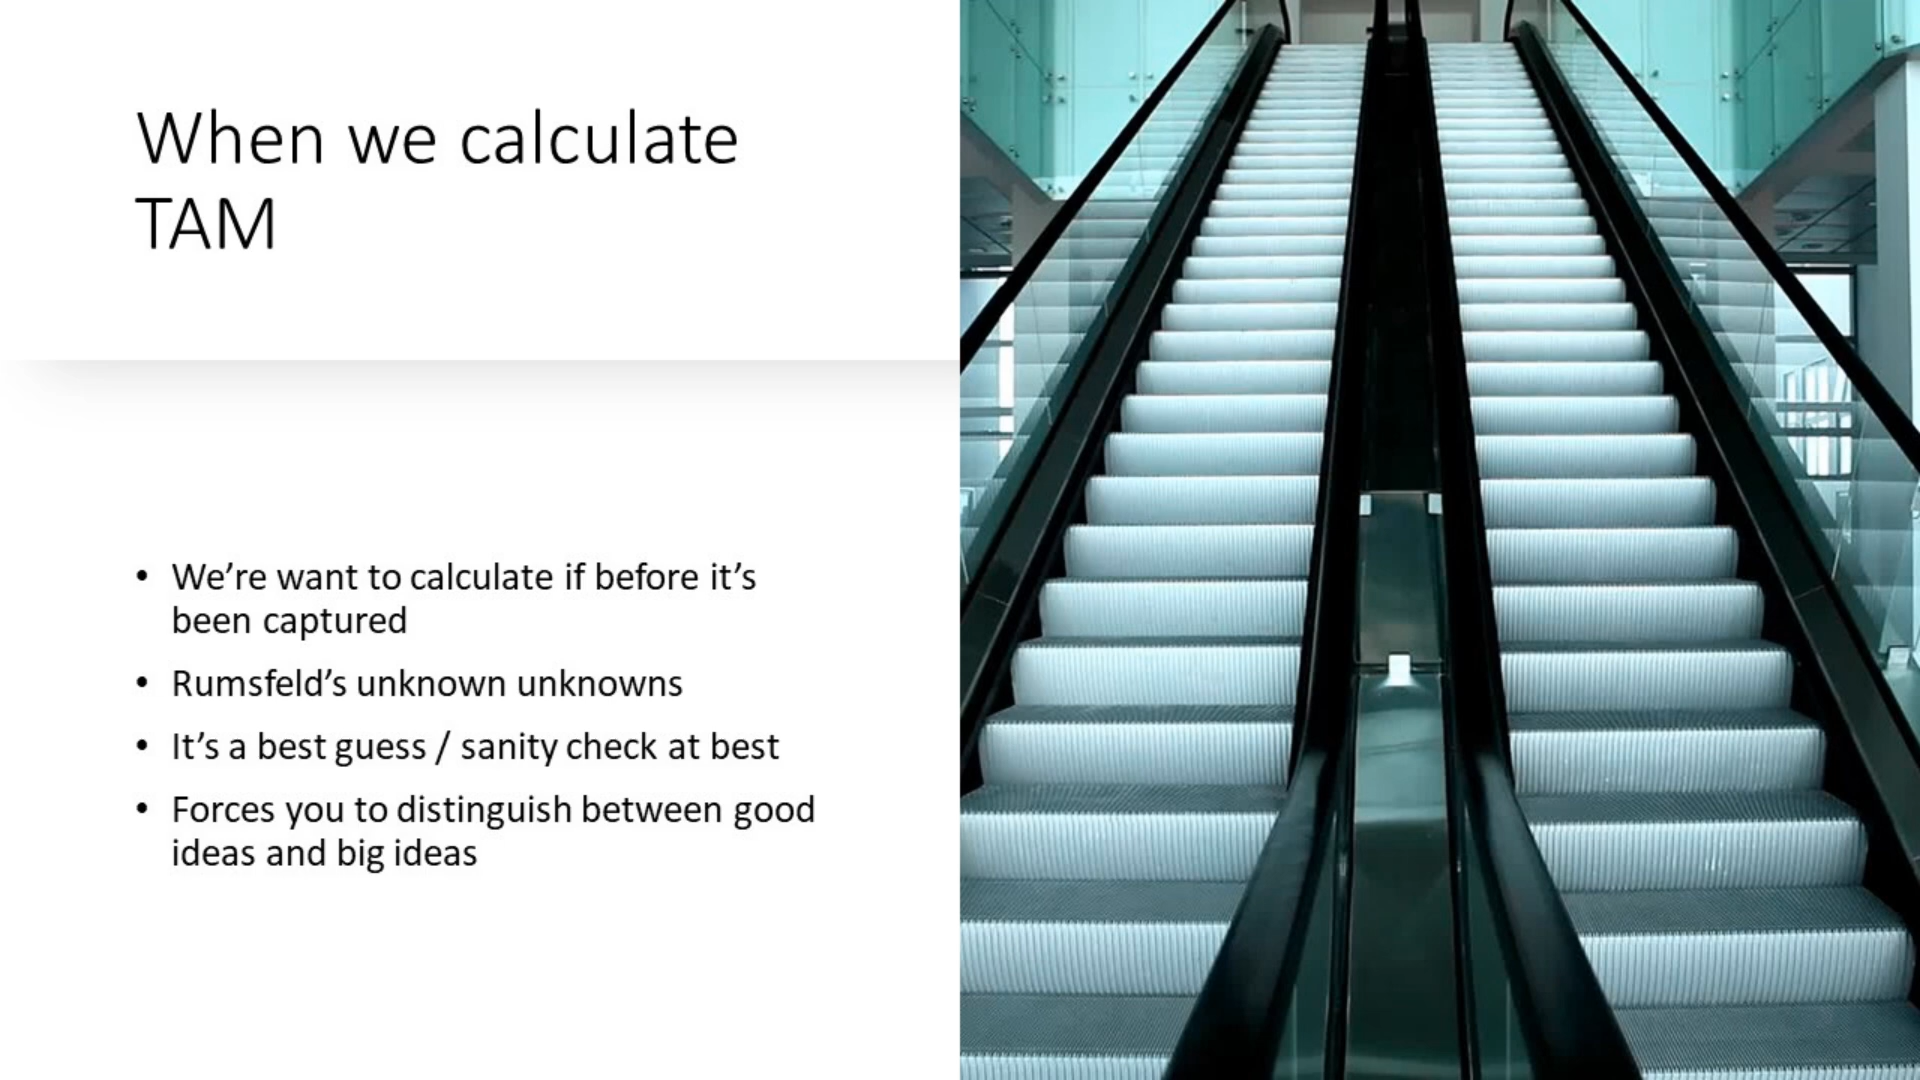 When we calculate
TAM
• We’re want to calculate if before it’s
been captured
• Rumsfeld’s unknown unknowns
• It’s a best guess / sanity check at best
• Forces you to distinguish between good
ideas and big ideas